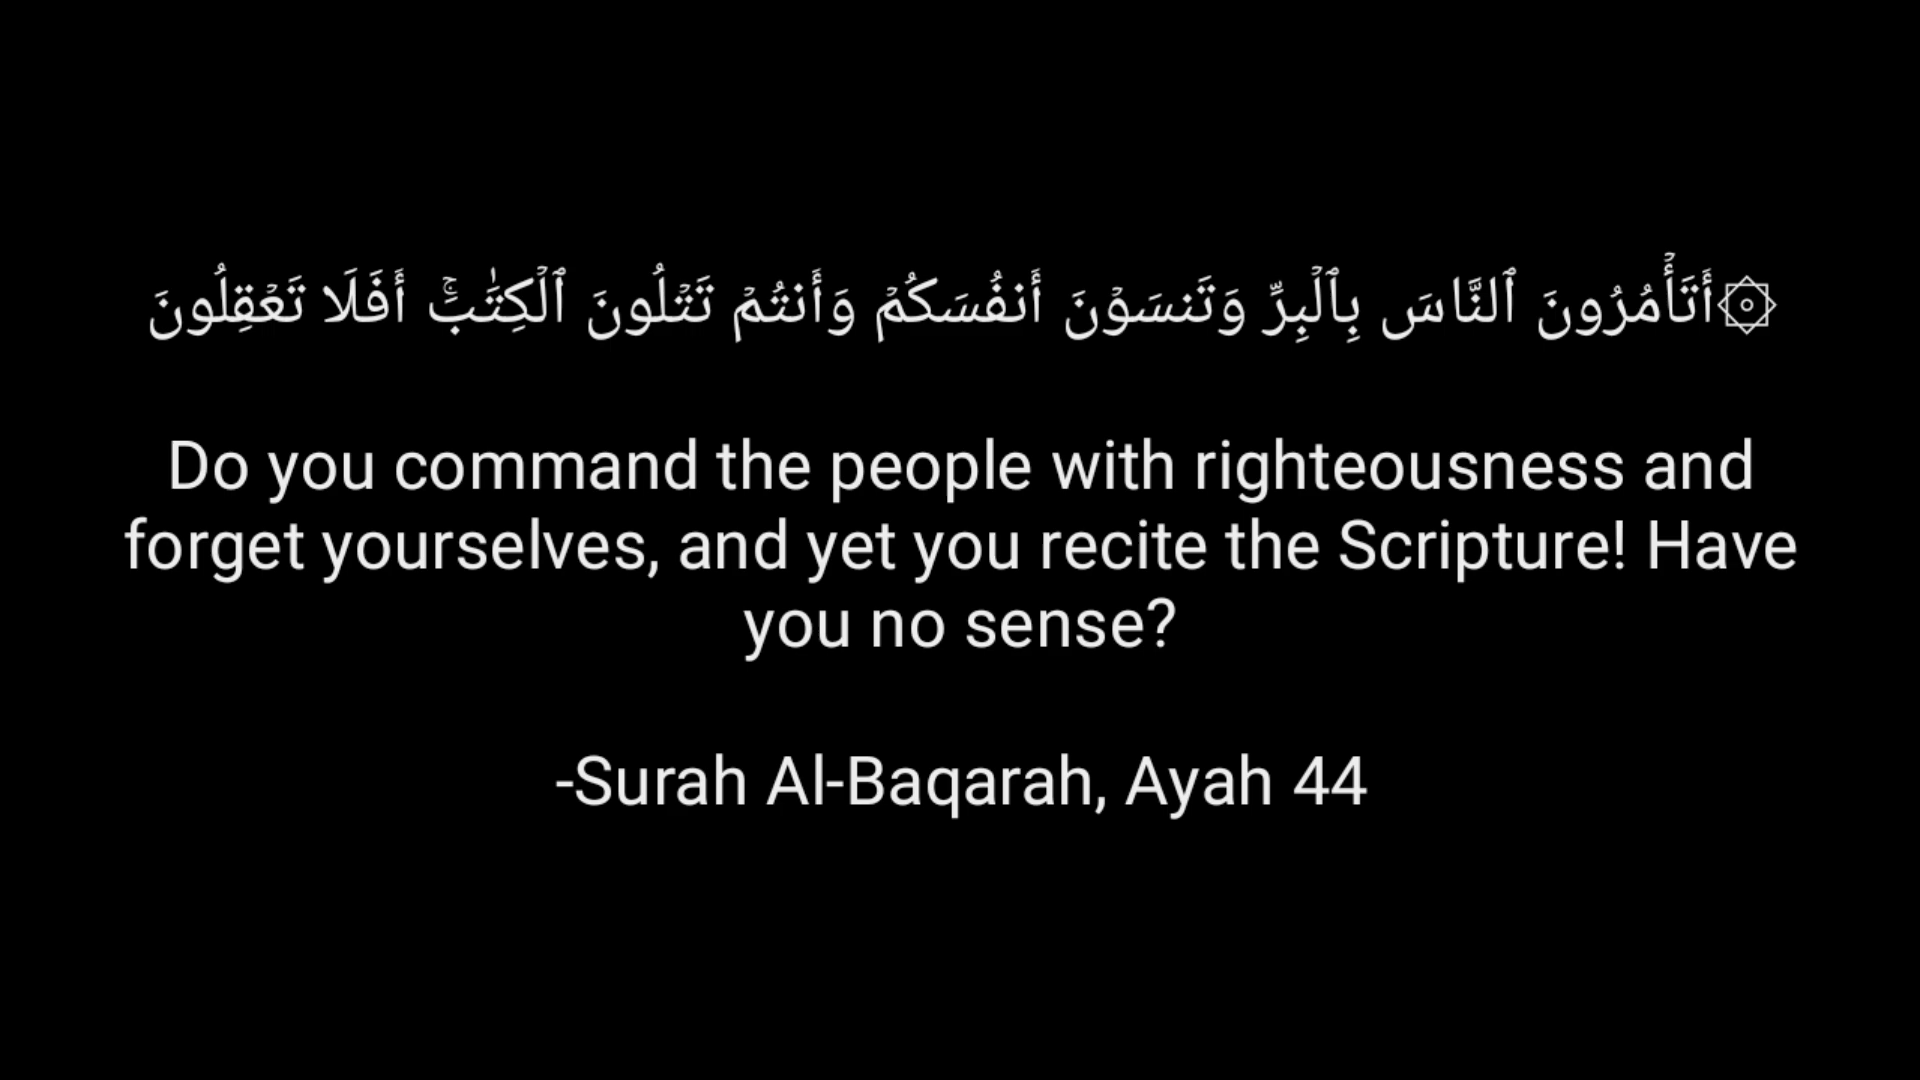 ۞أَتَأۡمُرُونَ ٱلنَّاسَ بِٱلۡبِرِّ وَتَنسَوۡنَ أَنفُسَكُمۡ وَأَنتُمۡ تَتۡلُونَ ٱلۡكِتَٰبَۚ أَفَلَا تَعۡقِلُونَ
Do you command the people with righteousness and
forget yourselves, and yet you recite the Scripture! Have
you no sense?
-Surah Al-Baqarah, Ayah 44